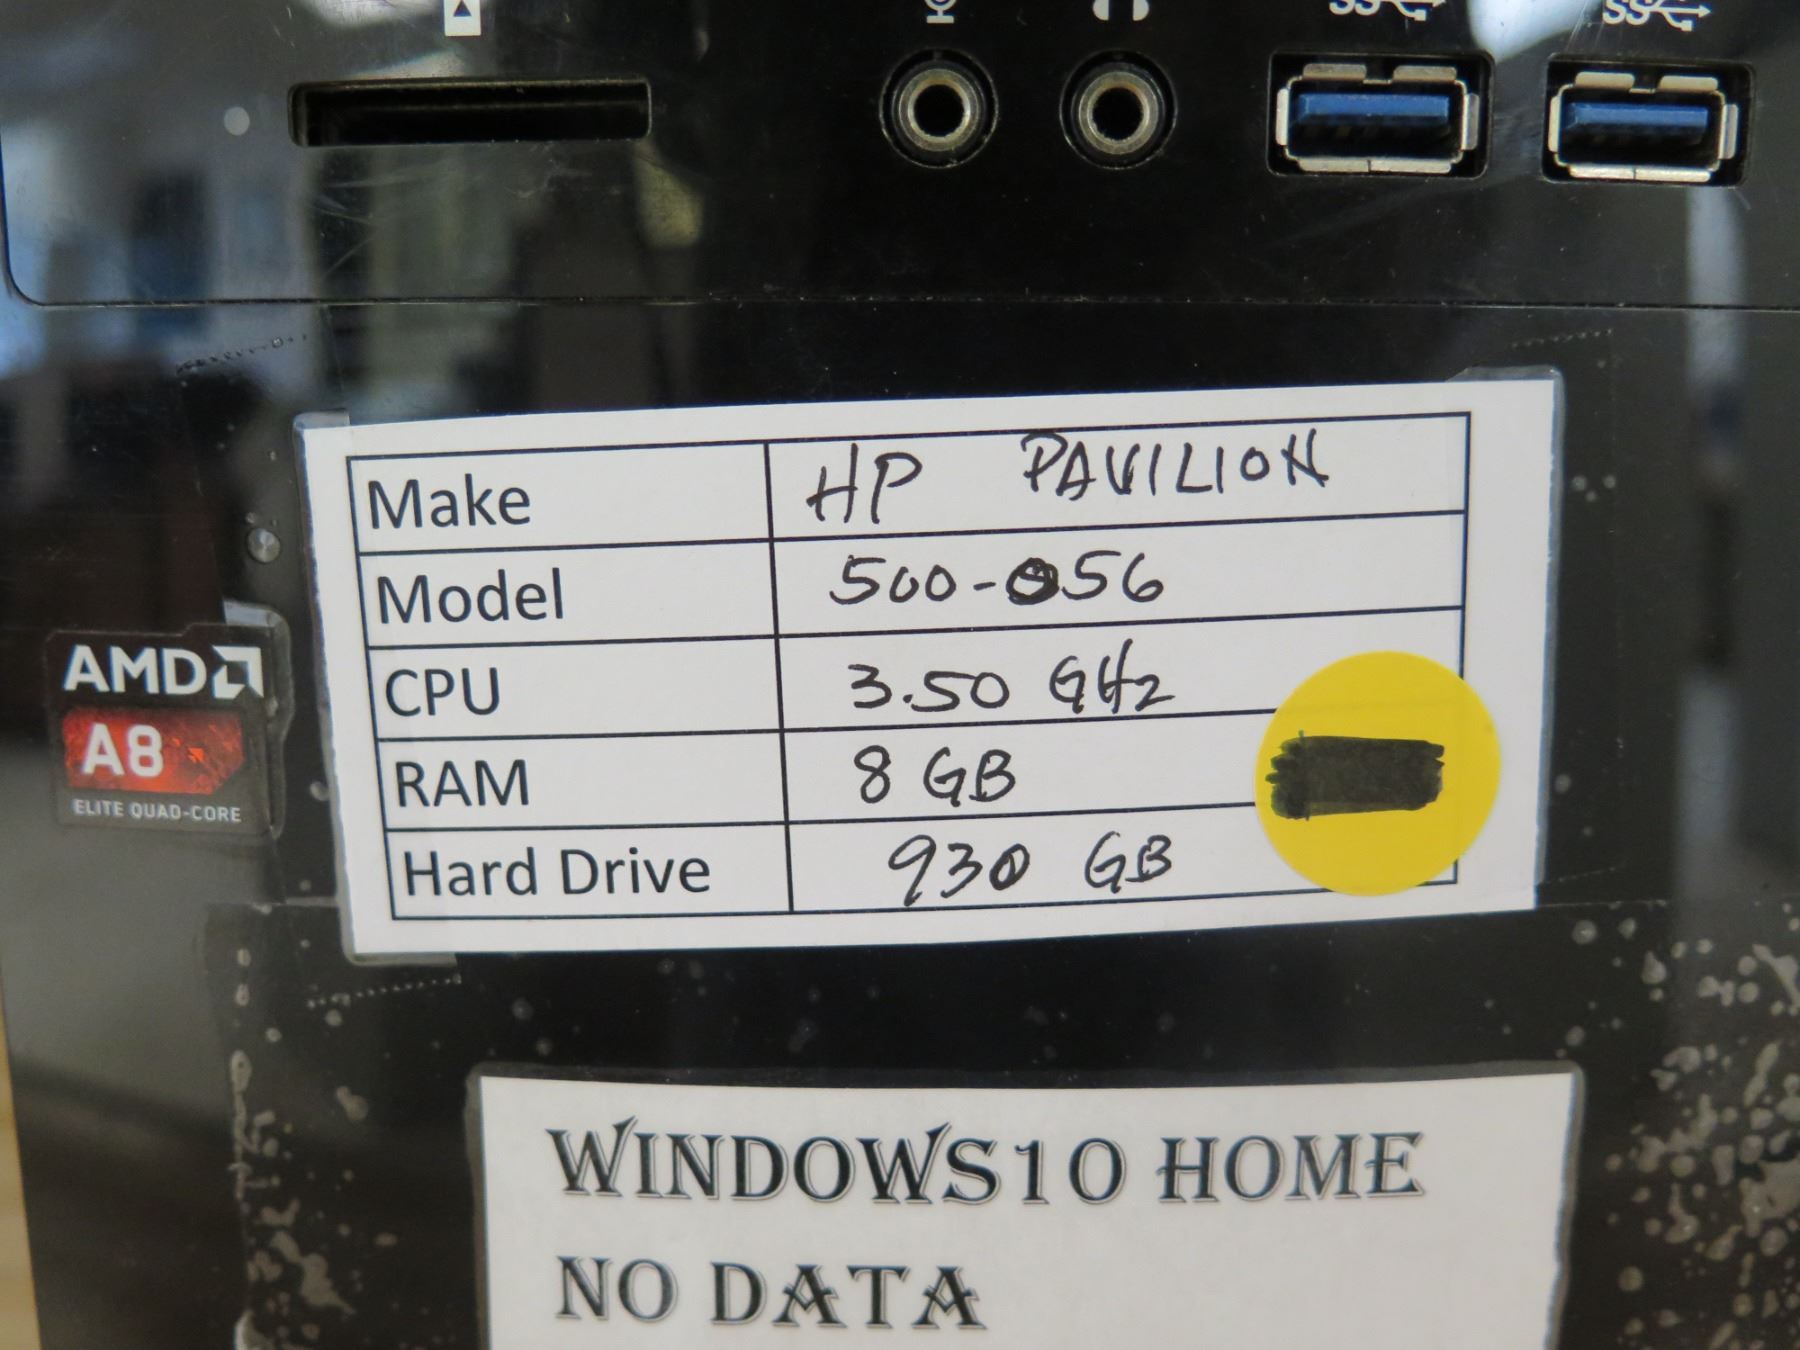 Make HP PAVILION
Model 500-056
CPU 3.50 GHz
RAM 8 GB
Hard Drive 930 GB
AMD
A8
ELITE QUAD-CORE
WINDOWS10 HOME
NO DATA